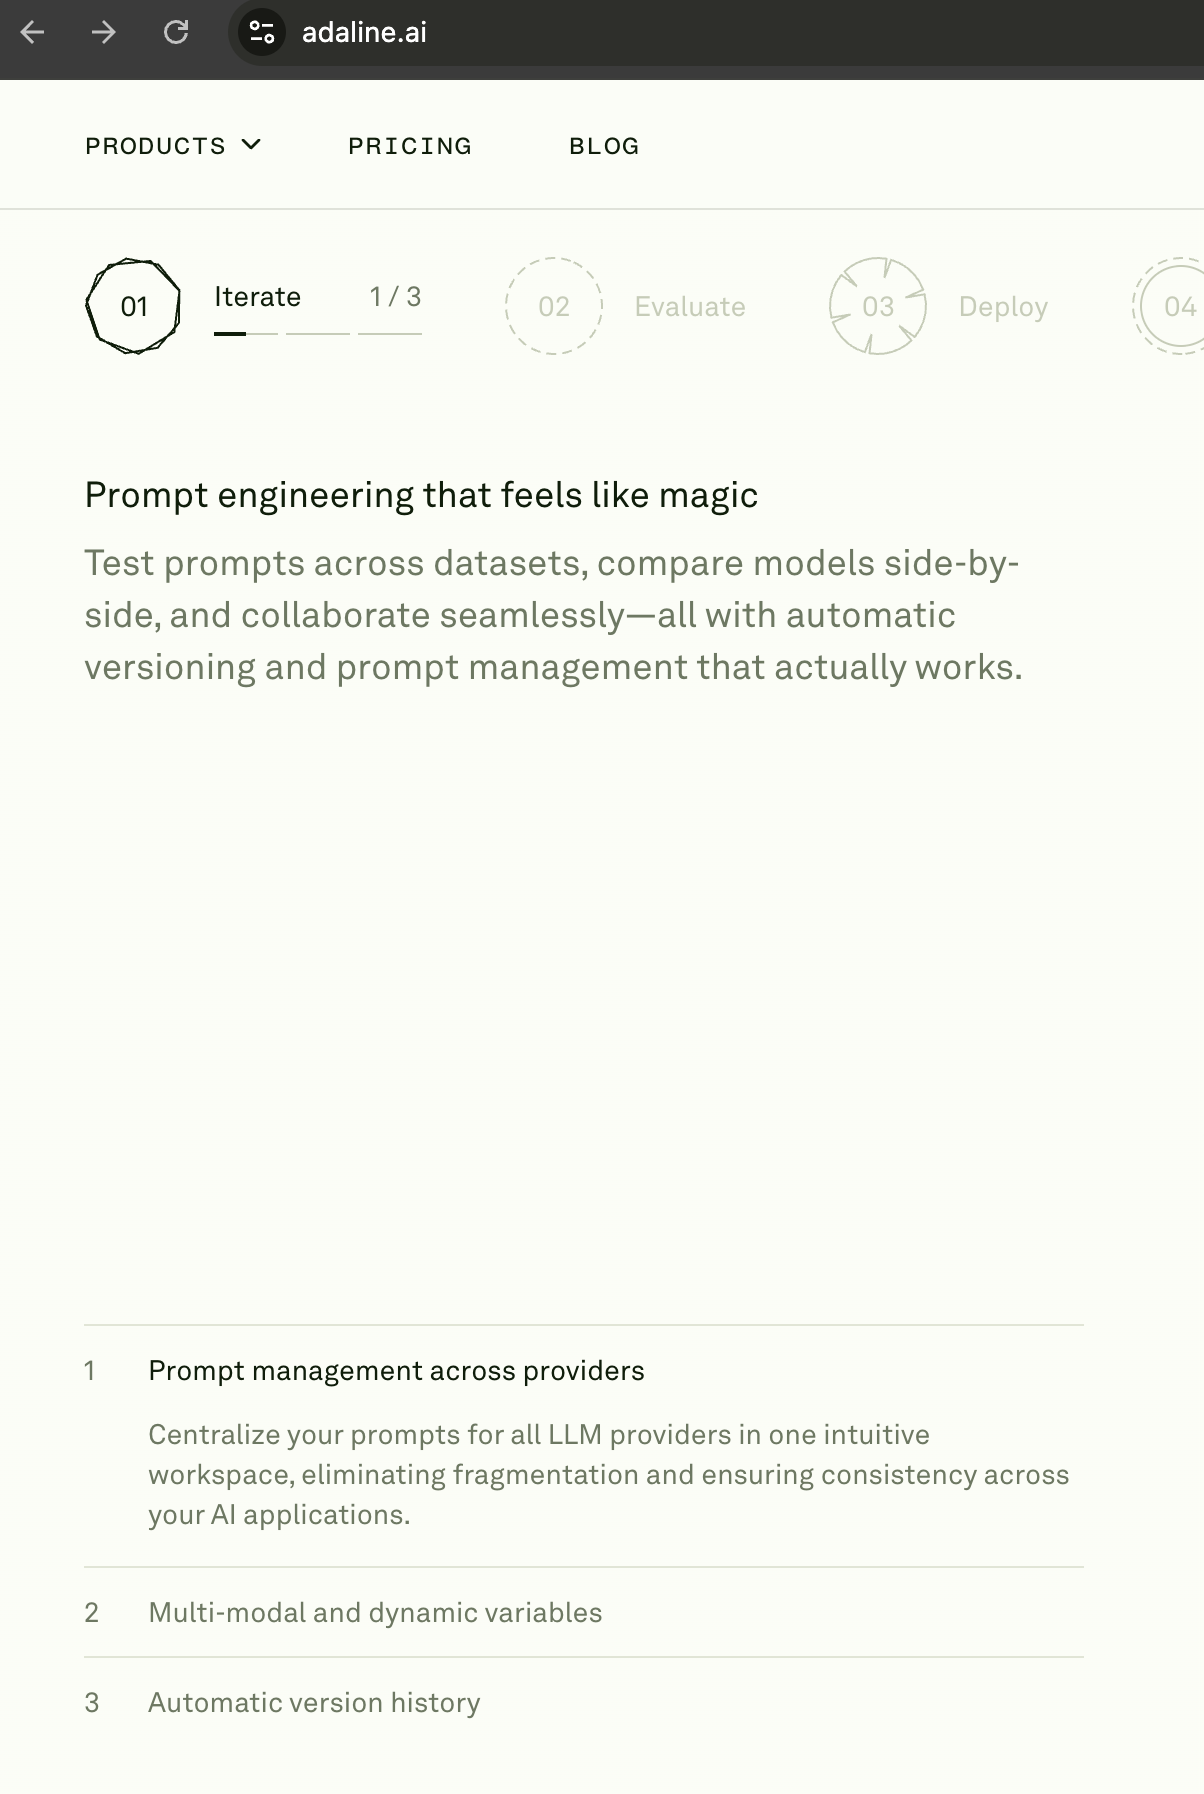 adaline.ai
PRODUCTS PRICING BLOG
01 Iterate 1 / 3 02 Evaluate 03 Deploy 04
Prompt engineering that feels like magic
Test prompts across datasets, compare models side-by-
side, and collaborate seamlessly—all with automatic
versioning and prompt management that actually works.
1 Prompt management across providers
Centralize your prompts for all LLM providers in one intuitive
workspace, eliminating fragmentation and ensuring consistency across
your AI applications.
2 Multi-modal and dynamic variables
3 Automatic version history